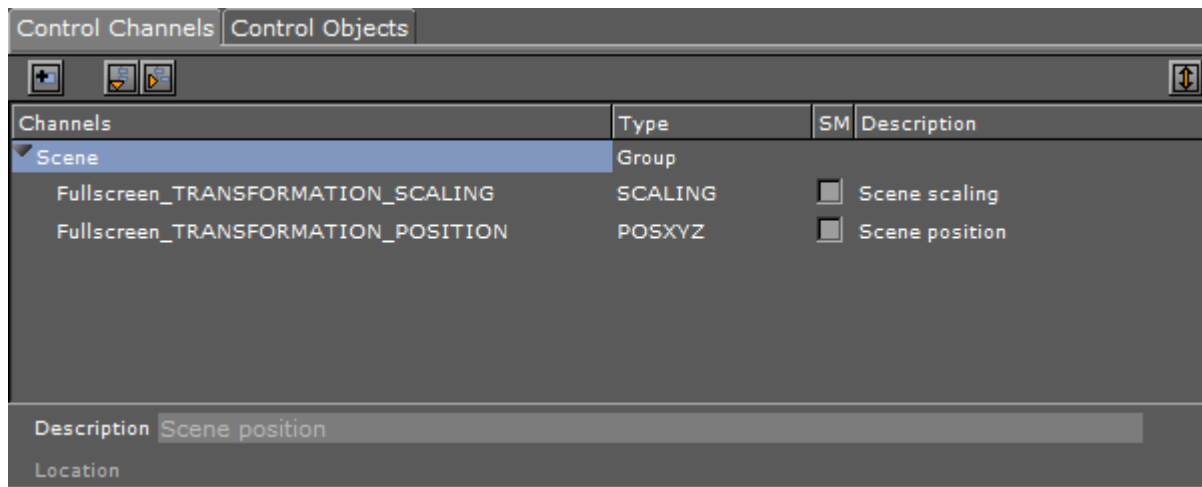 Control Channels Control Objects
Channels Type SM Description
Scene Group
Fullscreen_TRANSFORMATION_SCALING SCALING Scene scaling
Fullscreen_TRANSFORMATION_POSITION POSXYZ Scene position
Description Scene position
Location